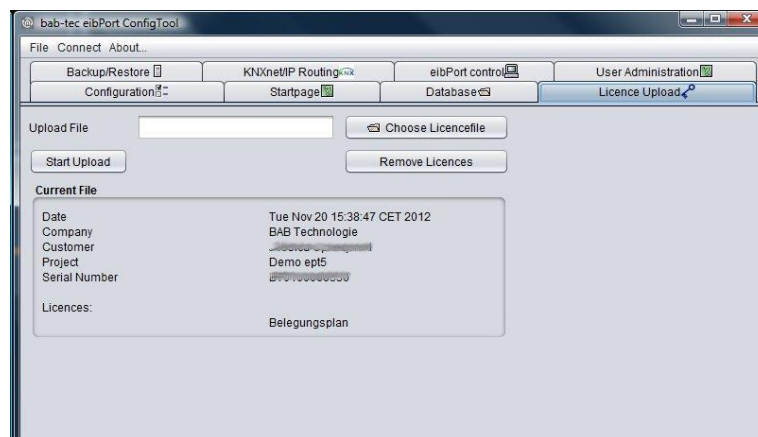 bab-tec eibPort ConfigTool
File Connect About...
Backup/Restore KNXnet/IP Routing KNX eibPort control User Administration
Configuration Startpage Database Licence Upload
Upload File Choose Licencefile
Start Upload Remove Licences
Current File
Date Tue Nov 20 15:38:47 CET 2012
Company BAB Technologie
Customer
Project Demo ept5
Serial Number
Licences:
Belegungsplan